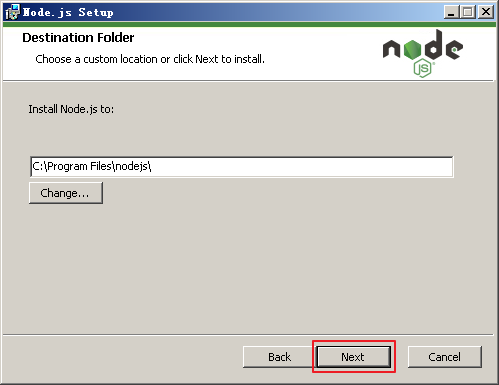 Node.js Setup
Destination Folder
Choose a custom location or click Next to install.
node
JS
Install Node.js to:
C:\Program Files\nodejs\
Change...
Back
Next
Cancel